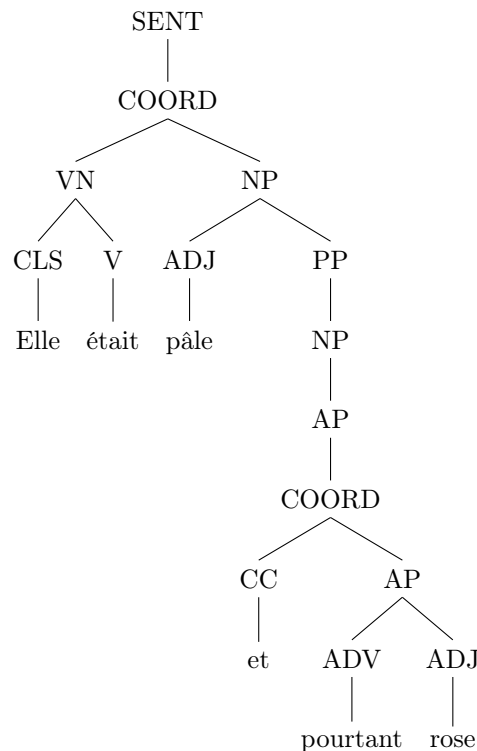 SENT
COORD
VN NP
CLS V ADJ PP
Elle était pâle NP
AP
COORD
CC AP
et ADV ADJ
pourtant rose